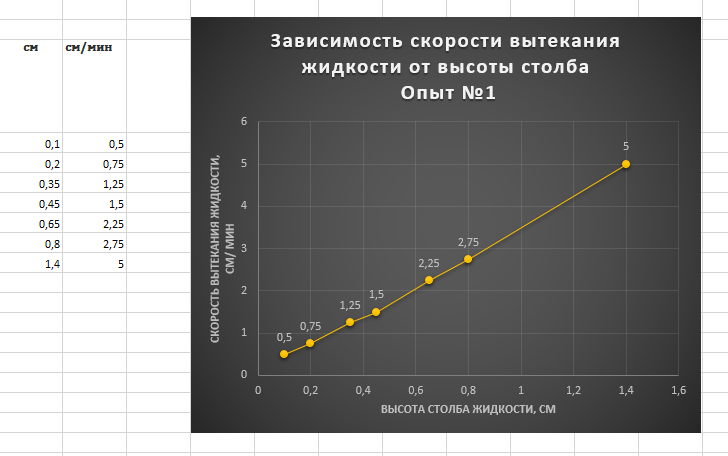 см см/мин
0,1 0,5
0,2 0,75
0,35 1,25
0,45 1,5
0,65 2,25
0,8 2,75
1,4 5
Зависимость скорости вытекания
жидкости от высоты столба
Опыт №1
СКОРОСТЬ ВЫТЕКАНИЯ ЖИДКОСТИ,
СМ/ МИН
6
5
4
3
2
1
0
0,5
0,75
1,25
1,5
2,25
2,75
5
0 0,2 0,4 0,6 0,8 1 1,2 1,4 1,6
ВЫСОТА СТОЛБА ЖИДКОСТИ, СМ